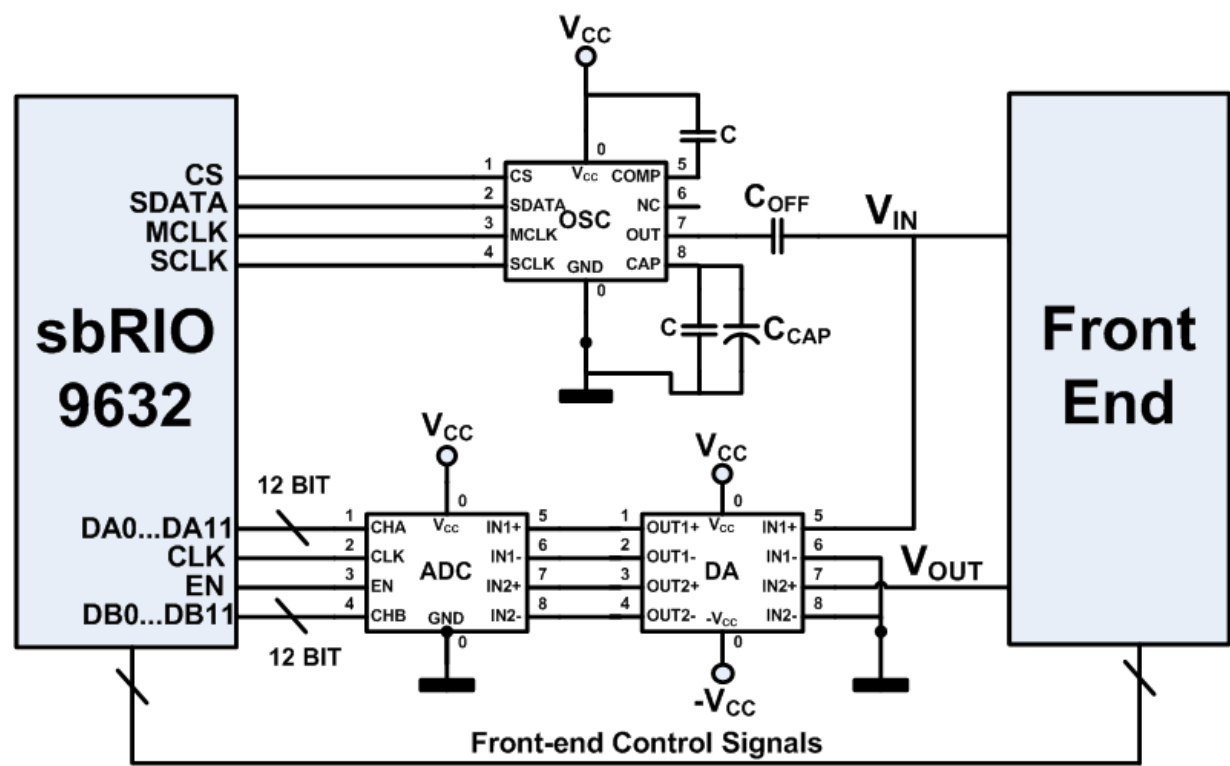 VCC
C
0
1 CS VCC COMP 5
2 SDATA NC 6
OSC
3 MCLK OUT 7
4 SCLK GND CAP 8
0
CS
SDATA
MCLK
SCLK
sbRIO
9632
COFF
VIN
C
CCAP
Front
End
VCC
VCC
12 BIT
0
0
DA0...DA11
CLK
EN
DB0...DB11
1 CHA VCC IN1+ 5
2 CLK IN1- 6
ADC
3 EN IN2+ 7
4 CHB GND IN2- 8
0
1 OUT1+ VCC IN1+ 5
2 OUT1- IN1- 6
DA
3 OUT2+ IN2+ 7
4 OUT2- -VCC IN2- 8
0
VOUT
12 BIT
-VCC
Front-end Control Signals